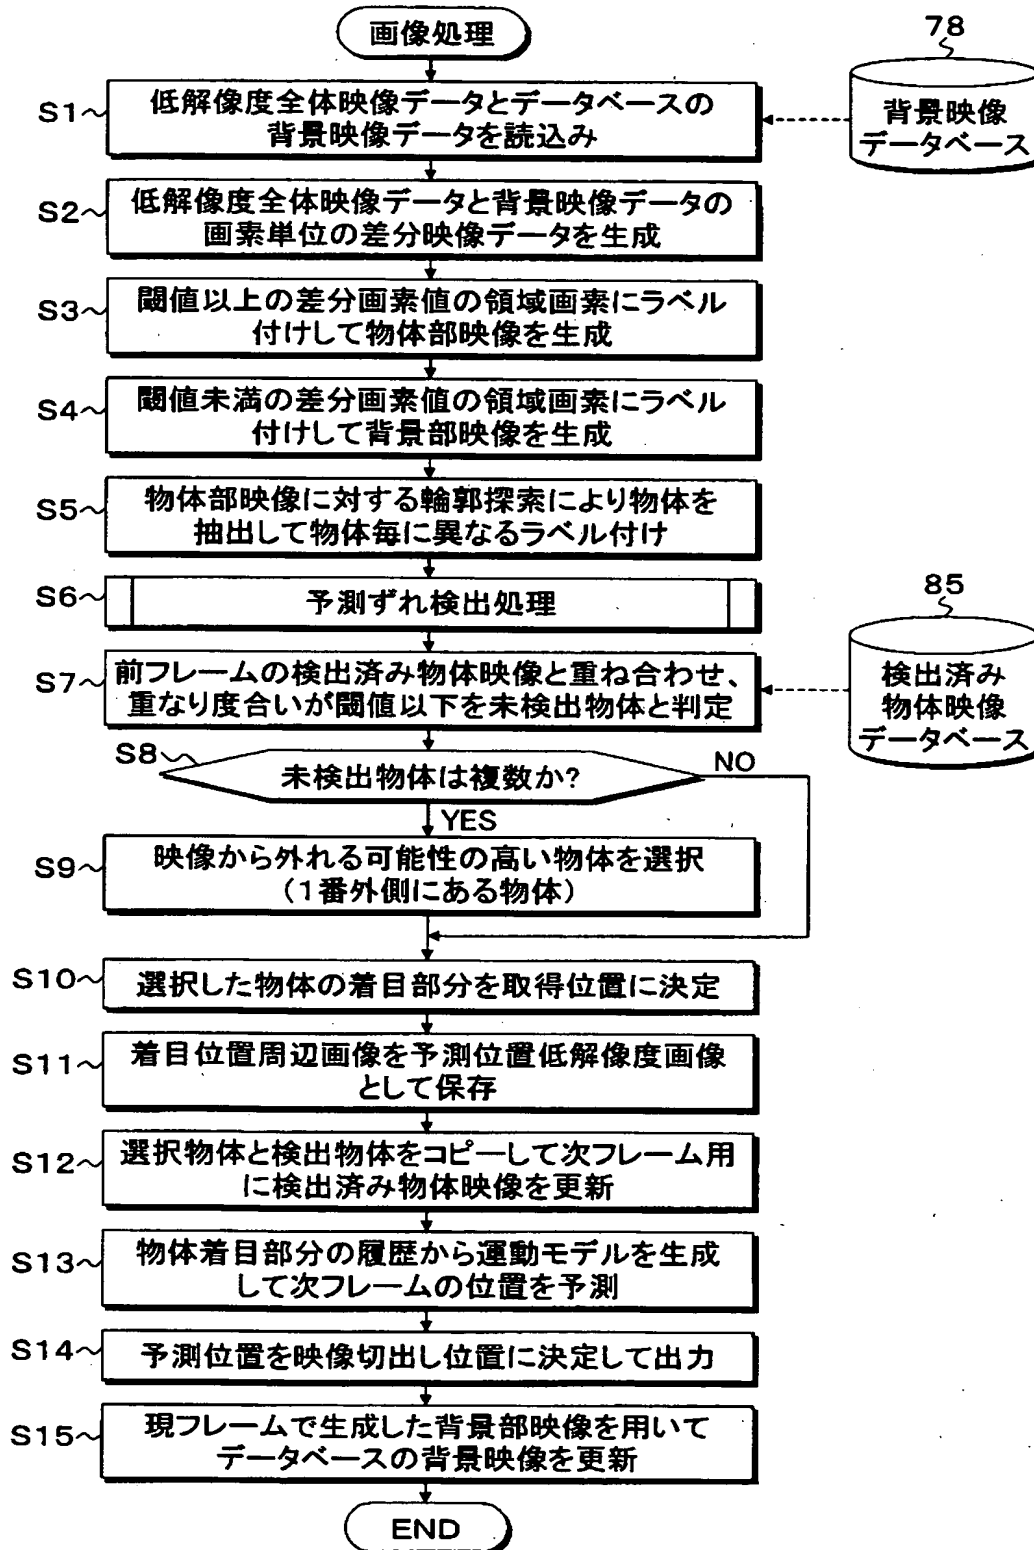 画像処理
78
背景映像
データベース
S1
低解像度全体映像データとデータベースの
背景映像データを読込み
S2
低解像度全体映像データと背景映像データの
画素単位の差分映像データを生成
S3
閾値以上の差分画素値の領域画素にラベル
付けして物体部映像を生成
S4
閾値未満の差分画素値の領域画素にラベル
付けして背景部映像を生成
S5
物体部映像に対する輪郭探索により物体を
抽出して物体毎に異なるラベル付け
S6
予測ずれ検出処理
85
検出済み
物体映像
データベース
S7
前フレームの検出済み物体映像と重ね合わせ、
重なり度合いが閾値以下を未検出物体と判定
S8
未検出物体は複数か?
NO
YES
S9
映像から外れる可能性の高い物体を選択
(1番外側にある物体)
S10
選択した物体の着目部分を取得位置に決定
S11
着目位置周辺画像を予測位置低解像度画像
として保存
S12
選択物体と検出物体をコピーして次フレーム用
に検出済み物体映像を更新
S13
物体着目部分の履歴から運動モデルを生成
して次フレームの位置を予測
S14
予測位置を映像切出し位置に決定して出力
S15
現フレームで生成した背景部映像を用いて
データベースの背景映像を更新
END